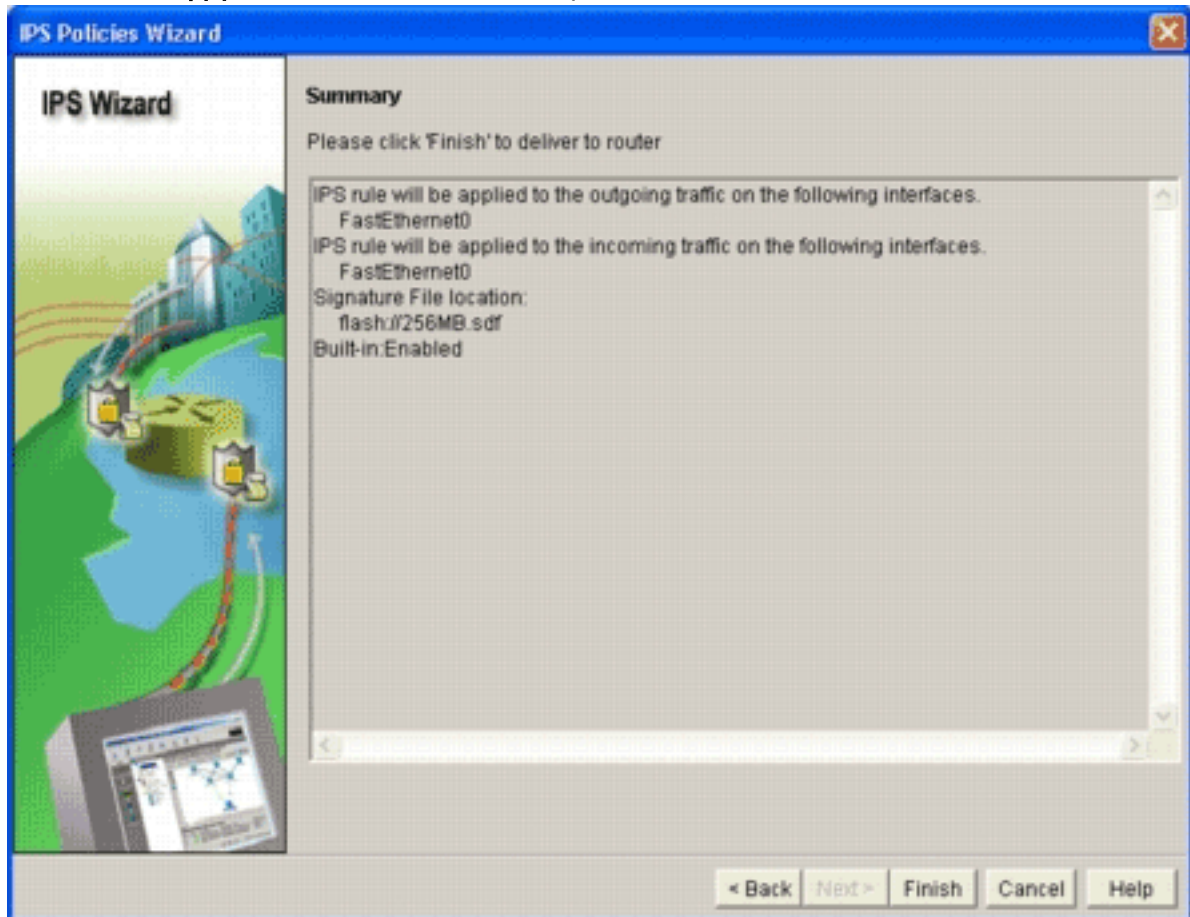 IPS Policies Wizard
IPS Wizard
Summary
Please click 'Finish' to deliver to router
IPS rule will be applied to the outgoing traffic on the following interfaces.
FastEthernet0
IPS rule will be applied to the incoming traffic on the following interfaces.
FastEthernet0
Signature File location:
flash://256MB.sdf
Built-in:Enabled
< Back Next > Finish Cancel Help